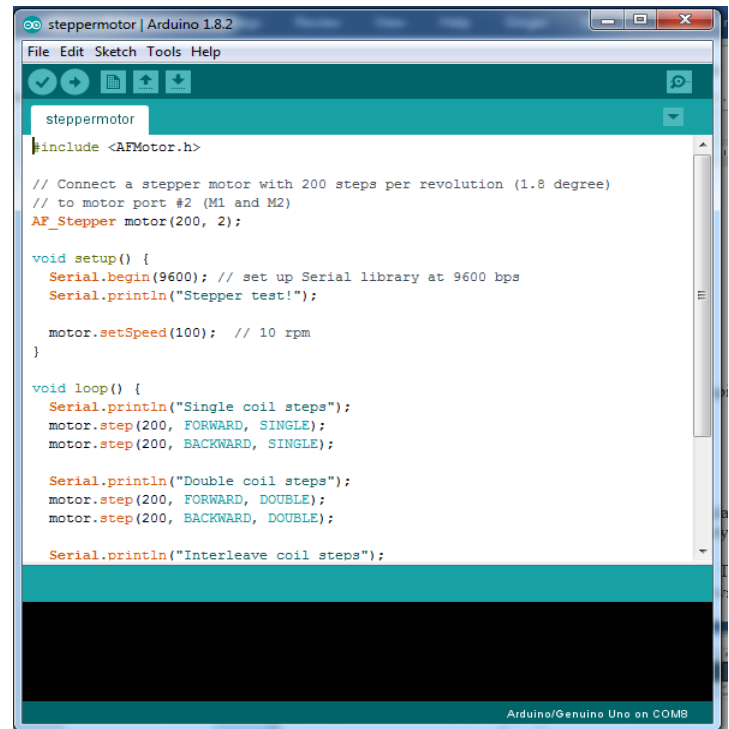 steppermotor | Arduino 1.8.2
File Edit Sketch Tools Help
steppermotor
#include <AFMotor.h>
// Connect a stepper motor with 200 steps per revolution (1.8 degree)
// to motor port #2 (M1 and M2)
AF_Stepper motor(200, 2);
void setup() {
  Serial.begin(9600); // set up Serial library at 9600 bps
  Serial.println("Stepper test!");
  motor.setSpeed(100);  // 10 rpm
}
void loop() {
  Serial.println("Single coil steps");
  motor.step(200, FORWARD, SINGLE);
  motor.step(200, BACKWARD, SINGLE);
  Serial.println("Double coil steps");
  motor.step(200, FORWARD, DOUBLE);
  motor.step(200, BACKWARD, DOUBLE);
  Serial.println("Interleave coil steps");
Arduino/Genuino Uno on COM8